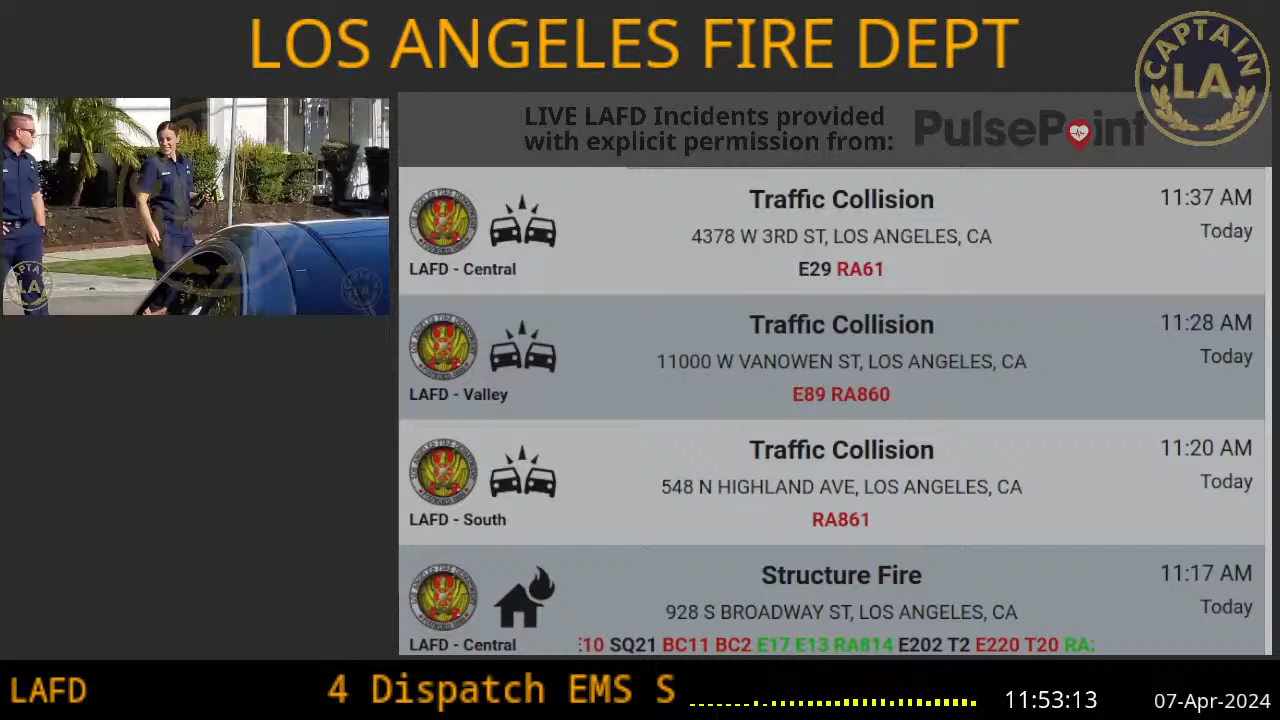 LOS ANGELES FIRE DEPT
CAPTAIN
LA
LIVE LAFD Incidents provided
with explicit permission from:
PulsePoint
Traffic Collision
11:37 AM
4378 W 3RD ST, LOS ANGELES, CA
Today
LAFD - Central
E29 RA61
Traffic Collision
11:28 AM
11000 W VANOWEN ST, LOS ANGELES, CA
Today
LAFD - Valley
E89 RA860
Traffic Collision
11:20 AM
548 N HIGHLAND AVE, LOS ANGELES, CA
Today
LAFD - South
RA861
Structure Fire
11:17 AM
928 S BROADWAY ST, LOS ANGELES, CA
Today
LAFD - Central
10 SQ21 BC11 BC2 E17 E13 RA814 E202 T2 E220 T20 RA
LAFD
4 Dispatch EMS S
11:53:13
07-Apr-2024